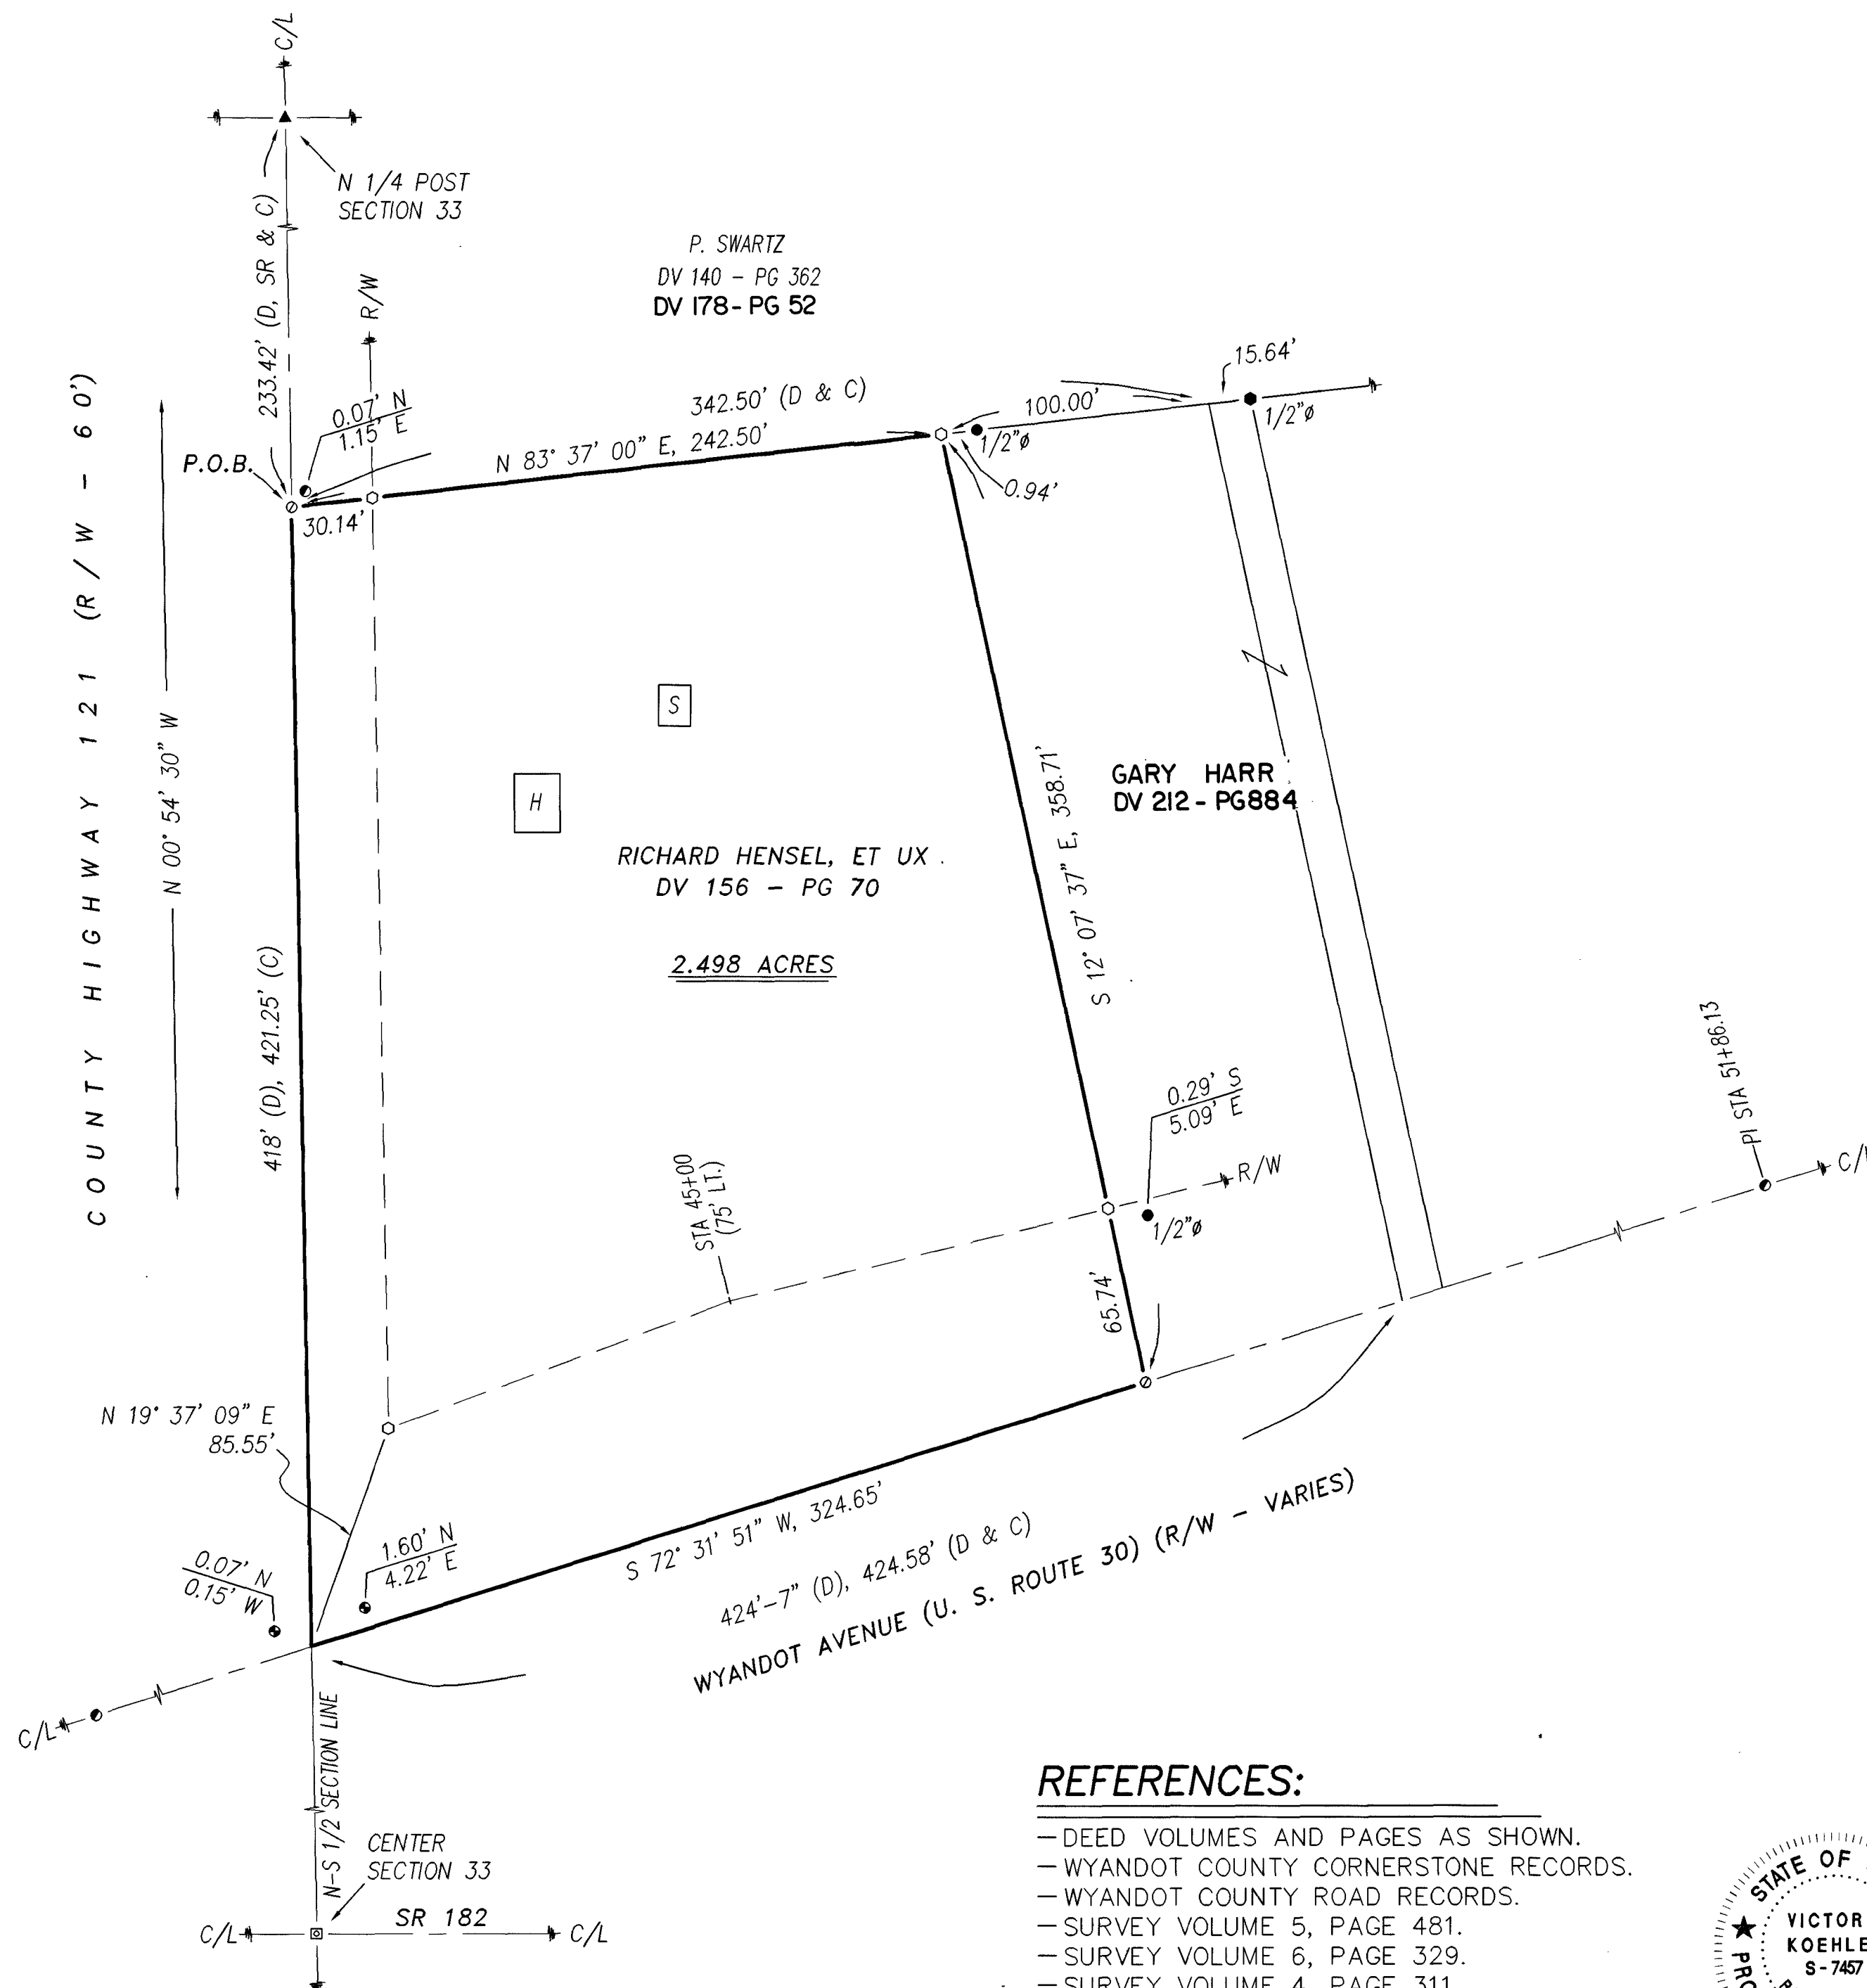 C/L
N 1/4 POST
SECTION 33
233.42' (D, SR & C)
R/W
P. SWARTZ
DV 140 - PG 362
DV 178 - PG 52
15.64'
1/2"ø
342.50' (D & C)
100.00'
1/2"ø
0.07' N
1.15' E
N 83° 37' 00" E, 242.50'
P.O.B.
0.94'
30.14'
COUNTY HIGHWAY 121 (R/W - 60')
N 00° 54' 30" W
S
H
S 12° 07' 37" E, 358.71'
GARY HARR
DV 212 - PG884
RICHARD HENSEL, ET UX.
DV 156 - PG 70
2.498 ACRES
418' (D), 421.25' (C)
PI STA 51+86.13
0.29' S
5.09' E
C/L
R/W
STA 45+00
(75' LT.)
1/2"ø
65.74'
N 19° 37' 09" E
85.55'
1.60' N
4.22' E
0.07' N
0.15' W
S 72° 31' 51" W, 324.65'
424'-7" (D), 424.58' (D & C)
WYANDOT AVENUE (U. S. ROUTE 30) (R/W - VARIES)
C/L
N-S 1/2 SECTION LINE
CENTER
SECTION 33
C/L SR 182 C/L
REFERENCES:
- DEED VOLUMES AND PAGES AS SHOWN.
- WYANDOT COUNTY CORNERSTONE RECORDS.
- WYANDOT COUNTY ROAD RECORDS.
- SURVEY VOLUME 5, PAGE 481.
- SURVEY VOLUME 6, PAGE 329.
- SURVEY VOLUME 4, PAGE 311
STATE OF
VICTOR
KOEHLE
S-7457
PRO